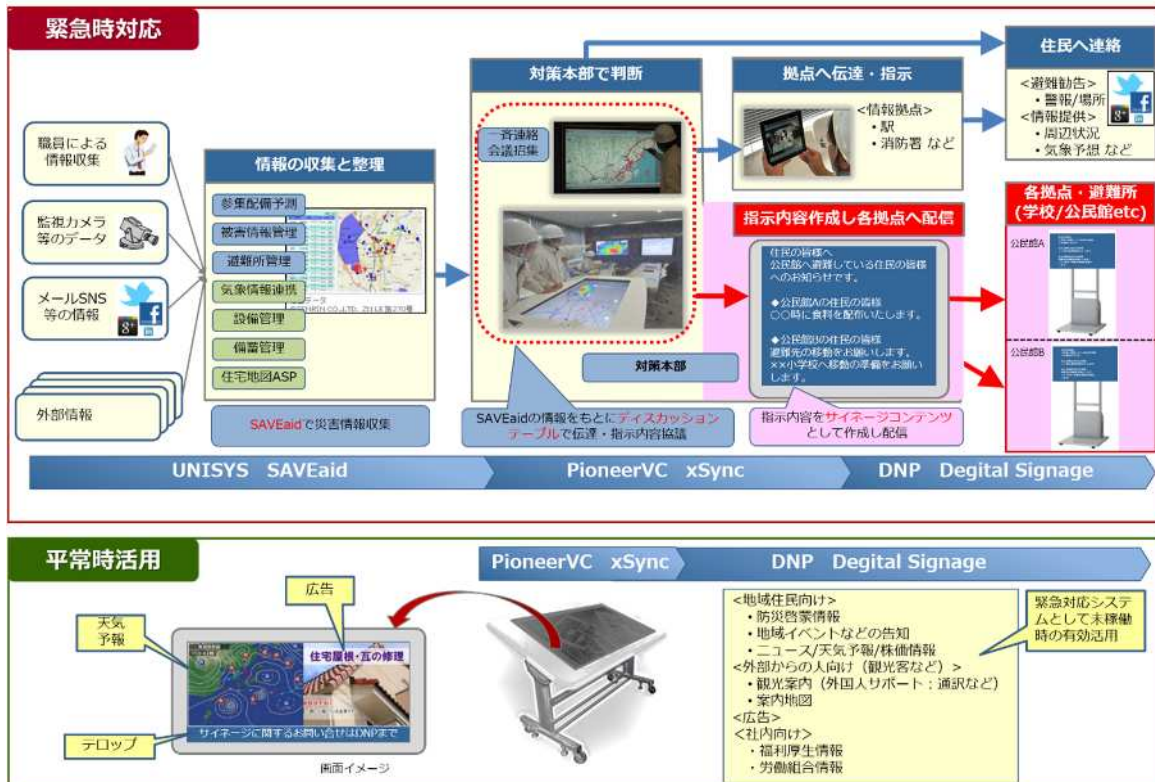 緊急時対応
職員による
情報収集
監視カメラ
等のデータ
メールSNS
等の情報
外部情報
情報の収集と整理
参集配備予測
被害情報管理
避難所管理
気象情報連携
設備管理
備蓄管理
住宅地図ASP
SAVEaidで災害情報収集
対策本部で判断
一斉連絡
会議招集
対策本部
SAVEaidの情報をもとにディスカッション
テーブルで伝達・指示内容協議
拠点へ伝達・指示
<情報拠点>
・駅
・消防署 など
指示内容作成し各拠点へ配信
住民の皆様へ
公民館へ避難している住民の皆様
へのお知らせです。
◆公民館Aの住民の皆様
〇〇時に食料を配布いたします。
◆公民館Bの住民の皆様
避難先の移動をお願いします。
××小学校へ移動の準備をお願い
します。
指示内容をサイネージコンテンツ
として作成し配信
住民へ連絡
<避難勧告>
・警報/場所
<情報提供>
・周辺状況
・気象予想 など
各拠点・避難所
(学校/公民館etc)
公民館A
公民館B
UNISYS SAVEaid
PioneerVC xSync
DNP Degital Signage
平常時活用
PioneerVC xSync
DNP Degital Signage
広告
天気
予報
テロップ
住宅屋根・瓦の修理
サイネージに関するお問い合せはDNPまで
画面イメージ
<地域住民向け>
・防災啓蒙情報
・地域イベントなどの告知
・ニュース/天気予報/株価情報
<外部からの人向け(観光客など)>
・観光案内(外国人サポート:通訳など)
・案内地図
<広告>
<社内向け>
・福利厚生情報
・労働組合情報
緊急対応システ
ムとして未稼働
時の有効活用